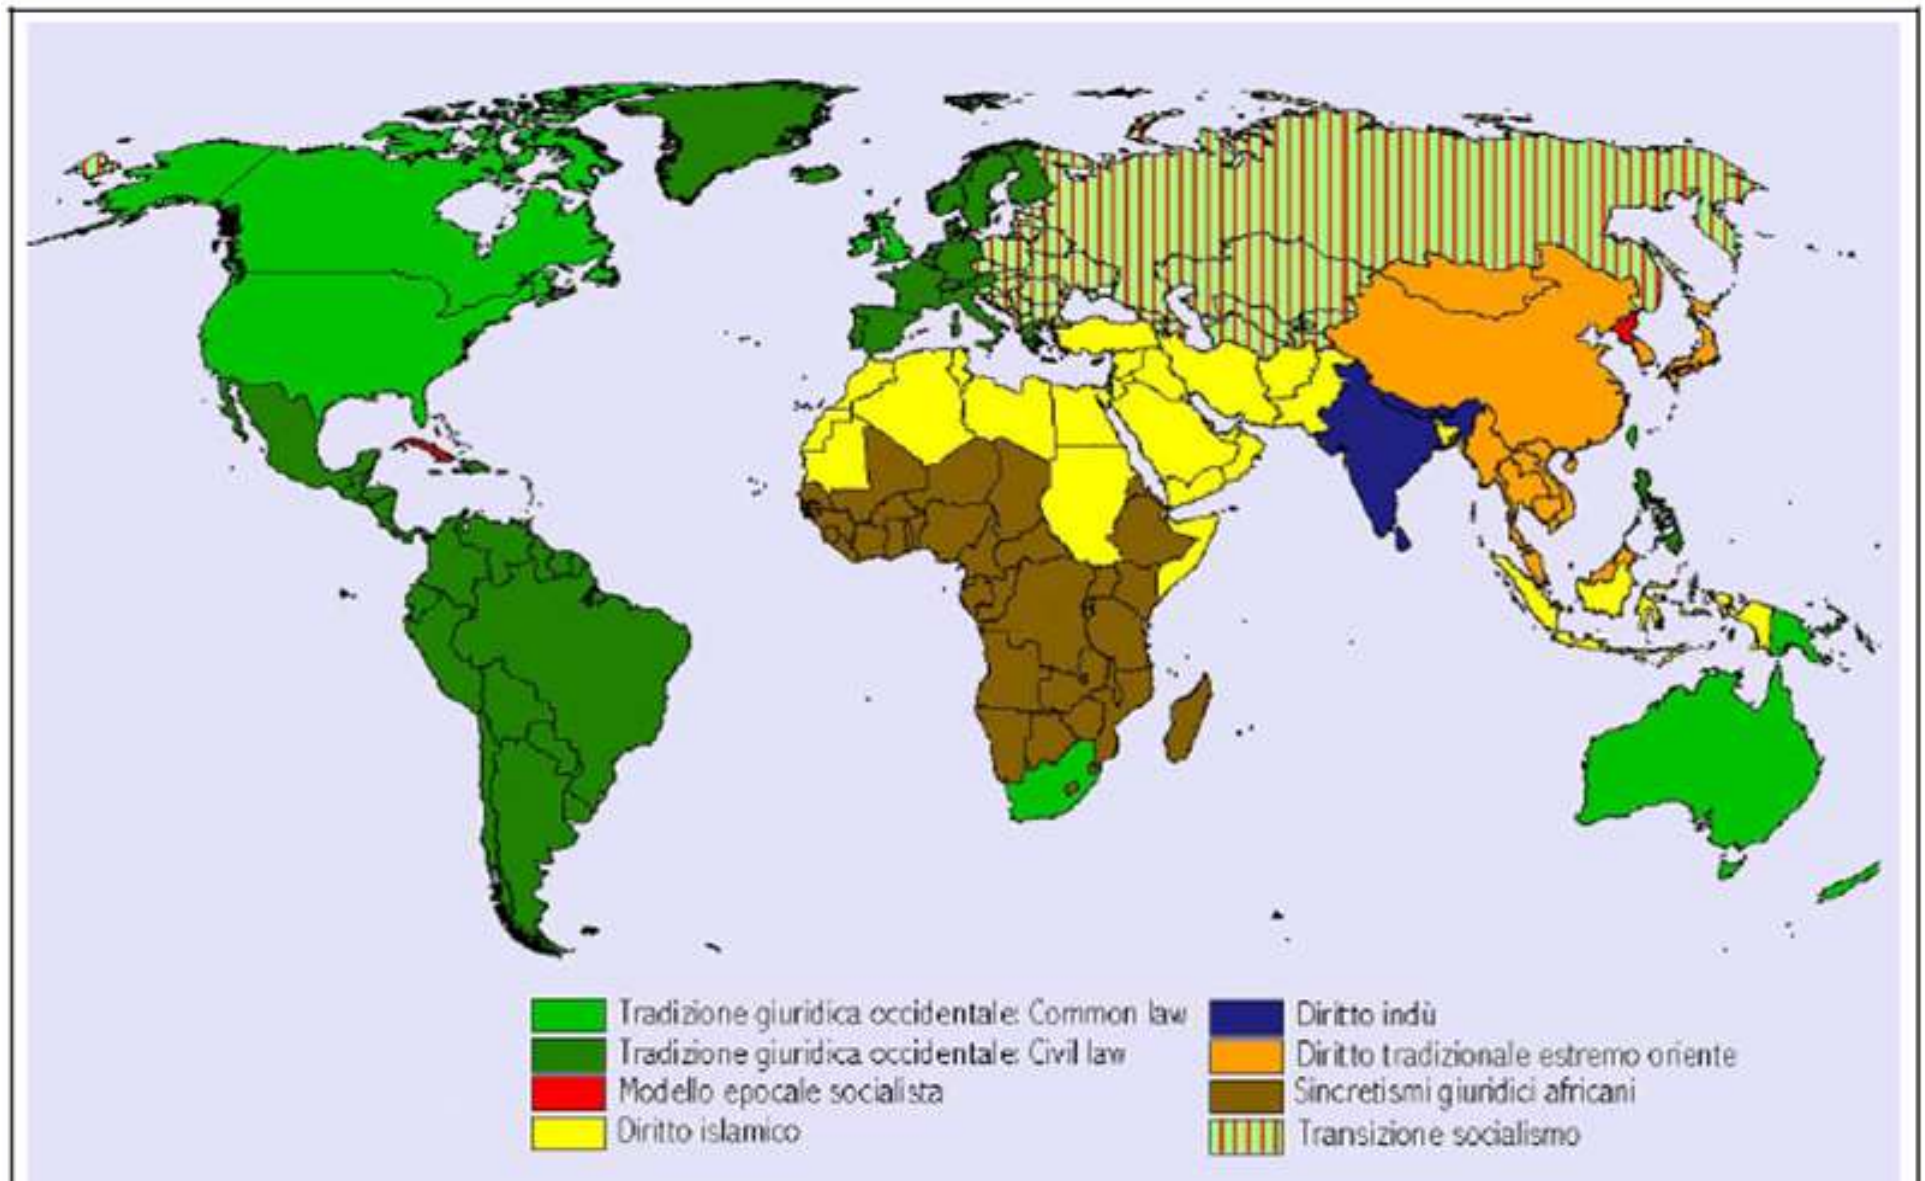 Tradizione giuridica occidentale: Common law
Tradizione giuridica occidentale: Civil law
Modello epocale socialista
Diritto islamico
Diritto indù
Diritto tradizionale estremo oriente
Sincretismi giuridici africani
Transizione socialismo